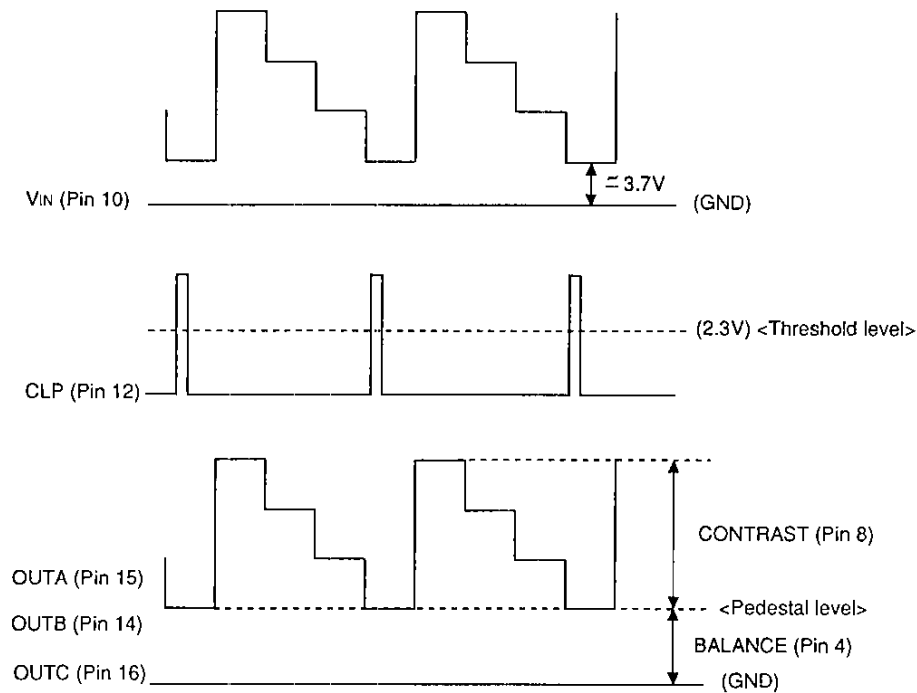 ≃ 3.7V
VIN (Pin 10)
(GND)
(2.3V) <Threshold level>
CLP (Pin 12)
CONTRAST (Pin 8)
OUTA (Pin 15)
<Pedestal level>
OUTB (Pin 14)
BALANCE (Pin 4)
OUTC (Pin 16)
(GND)